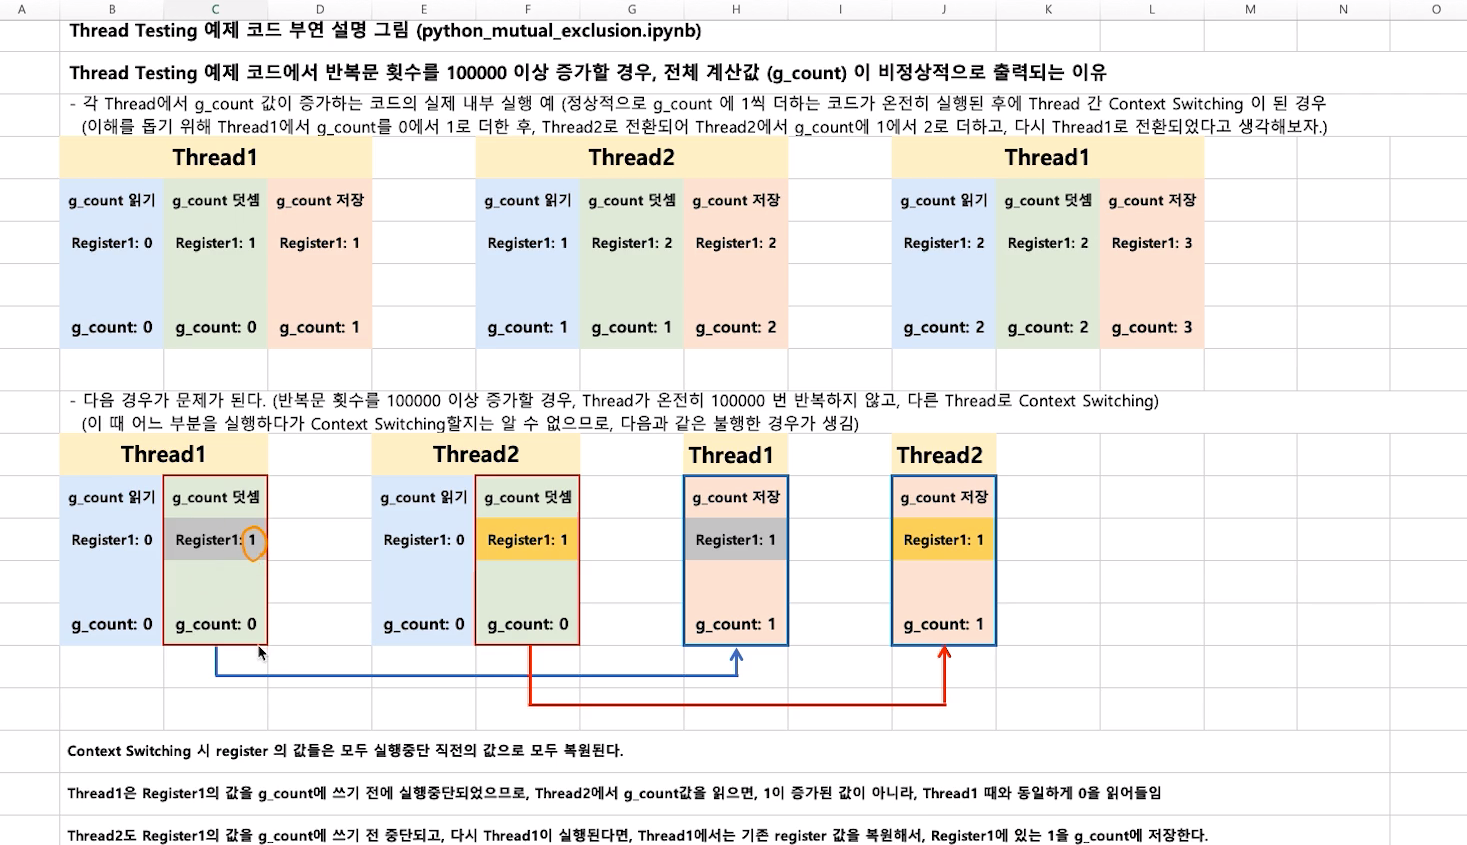 A B C D E F G H I J K L M N O
Thread Testing 예제 코드 부연 설명 그림 (python_mutual_exclusion.ipynb)
Thread Testing 예제 코드에서 반복문 횟수를 100000 이상 증가할 경우, 전체 계산값 (g_count) 이 비정상적으로 출력되는 이유
- 각 Thread에서 g_count 값이 증가하는 코드의 실제 내부 실행 예 (정상적으로 g_count 에 1씩 더하는 코드가 온전히 실행된 후에 Thread 간 Context Switching 이 된 경우
(이해를 돕기 위해 Thread1에서 g_count를 0에서 1로 더한 후, Thread2로 전환되어 Thread2에서 g_count에 1에서 2로 더하고, 다시 Thread1로 전환되었다고 생각해보자.)
Thread1 Thread2 Thread1
g_count 읽기 g_count 덧셈 g_count 저장 g_count 읽기 g_count 덧셈 g_count 저장 g_count 읽기 g_count 덧셈 g_count 저장
Register1: 0 Register1: 1 Register1: 1 Register1: 1 Register1: 2 Register1: 2 Register1: 2 Register1: 2 Register1: 3
g_count: 0 g_count: 0 g_count: 1 g_count: 1 g_count: 1 g_count: 2 g_count: 2 g_count: 2 g_count: 3
- 다음 경우가 문제가 된다. (반복문 횟수를 100000 이상 증가할 경우, Thread가 온전히 100000 번 반복하지 않고, 다른 Thread로 Context Switching)
(이 때 어느 부분을 실행하다가 Context Switching할지는 알 수 없으므로, 다음과 같은 불행한 경우가 생김)
Thread1 Thread2 Thread1 Thread2
g_count 읽기 g_count 덧셈 g_count 읽기 g_count 덧셈 g_count 저장 g_count 저장
Register1: 0 Register1: 1 Register1: 0 Register1: 1 Register1: 1 Register1: 1
g_count: 0 g_count: 0 g_count: 0 g_count: 0 g_count: 1 g_count: 1
Context Switching 시 register 의 값들은 모두 실행중단 직전의 값으로 모두 복원된다.
Thread1은 Register1의 값을 g_count에 쓰기 전에 실행중단되었으므로, Thread2에서 g_count값을 읽으면, 1이 증가된 값이 아니라, Thread1 때와 동일하게 0을 읽어들임
Thread2도 Register1의 값을 g_count에 쓰기 전 중단되고, 다시 Thread1이 실행된다면, Thread1에서는 기존 register 값을 복원해서, Register1에 있는 1을 g_count에 저장한다.